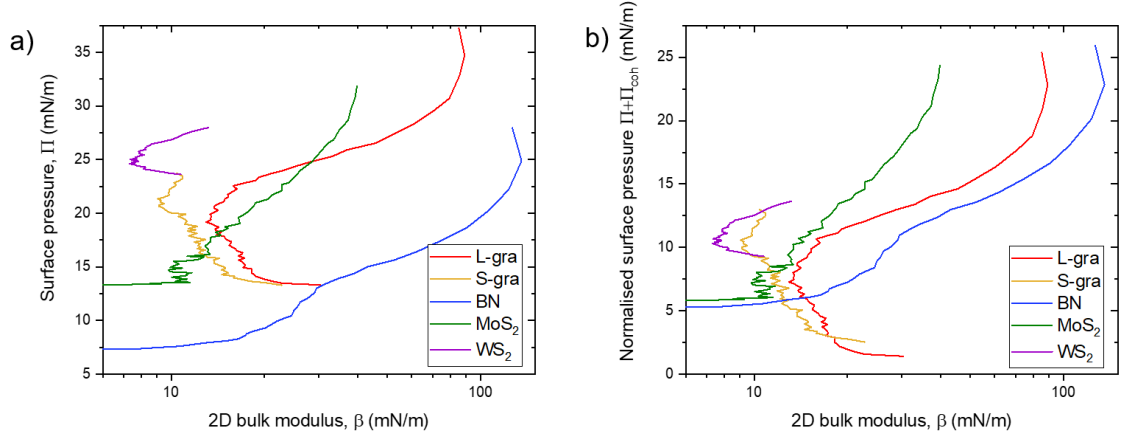 a)
Surface pressure, Π (mN/m)
35
30
25
20
15
10
5
10
100
2D bulk modulus, β (mN/m)
L-gra
S-gra
BN
MoS₂
WS₂
b)
Normalised surface pressure Π+Π_coh (mN/m)
25
20
15
10
5
0
10
100
2D bulk modulus, β (mN/m)
L-gra
S-gra
BN
MoS₂
WS₂